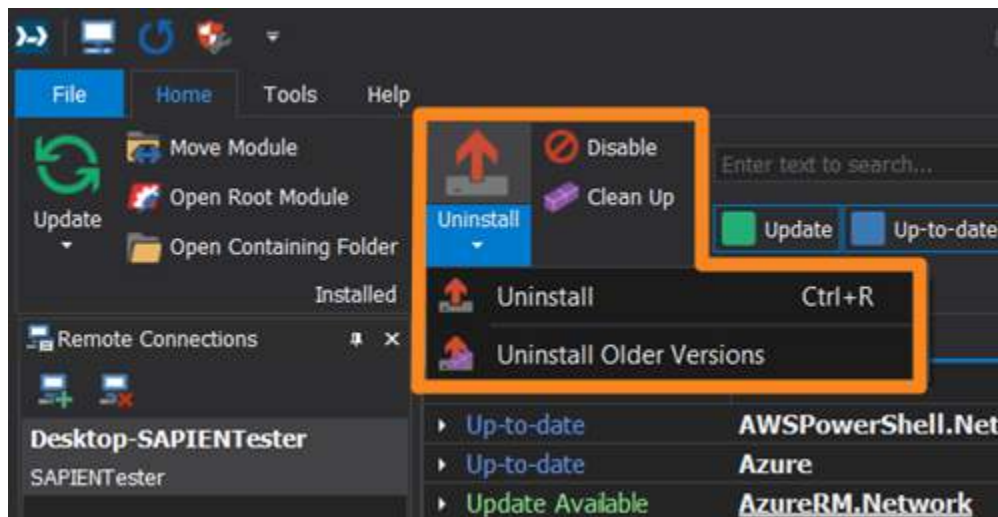 File Home Tools Help
Move Module
Open Root Module
Update
Open Containing Folder
Installed
Disable
Clean Up
Uninstall
Enter text to search...
Update Up-to-date
Uninstall Ctrl+R
Uninstall Older Versions
Remote Connections
Desktop-SAPIENTester
SAPIENTester
Up-to-date AWSPowerShell.Net
Up-to-date Azure
Update Available AzureRM.Network